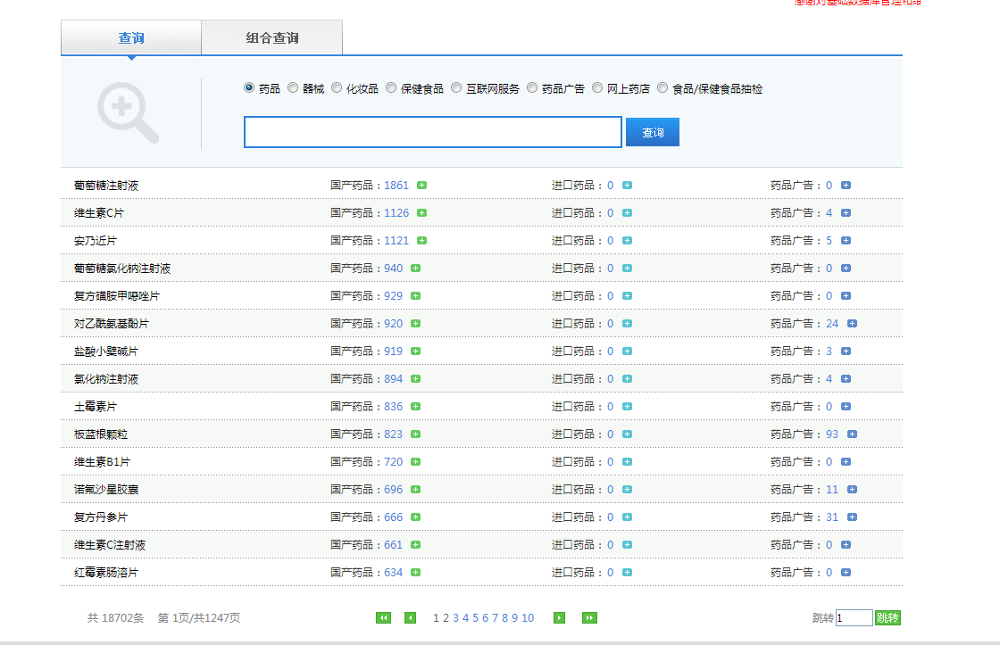 感谢对基础数据库管理和维
查询 组合查询
药品 器械 化妆品 保健食品 互联网服务 药品广告 网上药店 食品/保健食品抽检
查询
葡萄糖注射液 国产药品：1861 进口药品：0 药品广告：0
维生素C片 国产药品：1126 进口药品：0 药品广告：4
安乃近片 国产药品：1121 进口药品：0 药品广告：5
葡萄糖氯化钠注射液 国产药品：940 进口药品：0 药品广告：0
复方磺胺甲噁唑片 国产药品：929 进口药品：0 药品广告：0
对乙酰氨基酚片 国产药品：920 进口药品：0 药品广告：24
盐酸小檗碱片 国产药品：919 进口药品：0 药品广告：3
氯化钠注射液 国产药品：894 进口药品：0 药品广告：4
土霉素片 国产药品：836 进口药品：0 药品广告：0
板蓝根颗粒 国产药品：823 进口药品：0 药品广告：93
维生素B1片 国产药品：720 进口药品：0 药品广告：0
诺氟沙星胶囊 国产药品：696 进口药品：0 药品广告：11
复方丹参片 国产药品：666 进口药品：0 药品广告：31
维生素C注射液 国产药品：661 进口药品：0 药品广告：0
红霉素肠溶片 国产药品：634 进口药品：0 药品广告：0
共 18702条 第 1页/共1247页 1 2 3 4 5 6 7 8 9 10 跳转 1 跳转